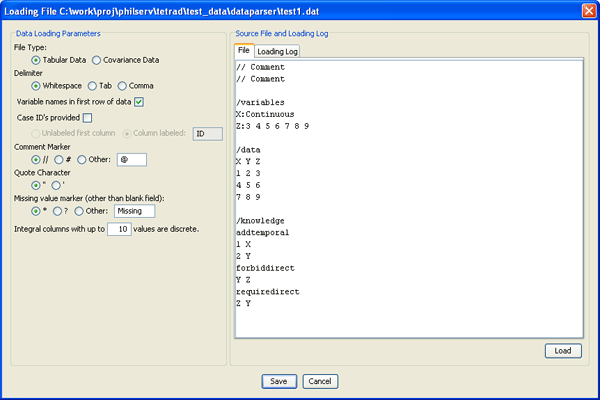 Loading File C:\work\proj\philserv\tetrad\test_data\dataparser\test1.dat
Data Loading Parameters
File Type:
Tabular Data Covariance Data
Delimiter
Whitespace Tab Comma
Variable names in first row of data
Case ID's provided
Unlabeled first column Column labeled: ID
Comment Marker
// # Other: @
Quote Character
" '
Missing value marker (other than blank field):
* ? Other: Missing
Integral columns with up to 10 values are discrete.
Source File and Loading Log
File Loading Log
// Comment
// Comment
/variables
X:Continuous
Z:3 4 5 6 7 8 9
/data
X Y Z
1 2 3
4 5 6
7 8 9
/knowledge
addtemporal
1 X
2 Y
forbiddirect
Y Z
requiredirect
Z Y
Load
Save Cancel